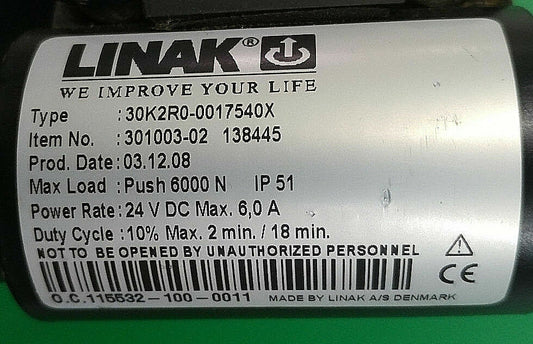 LINAK®
WE IMPROVE YOUR LIFE
Type : 30K2R0-0017540X
Item No. : 301003-02 138445
Prod. Date : 03.12.08
Max Load : Push 6000 N IP 51
Power Rate : 24 V DC Max. 6,0 A
Duty Cycle : 10% Max. 2 min. / 18 min.
NOT TO BE OPENED BY UNAUTHORIZED PERSONNEL
CE
O.C.115532-100-0011 MADE BY LINAK A/S DENMARK